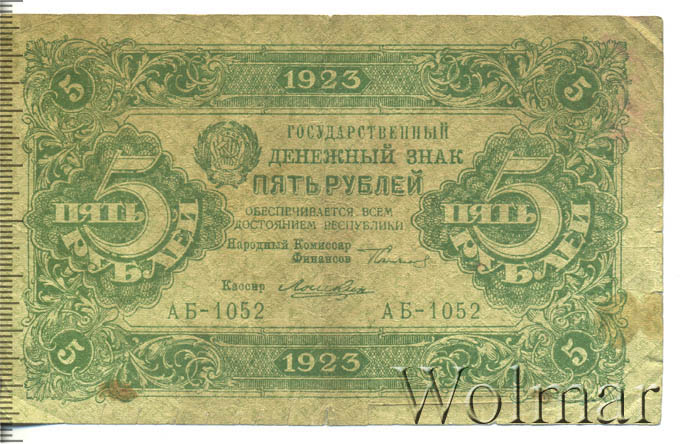 5 1923 5
ГОСУДАРСТВЕННЫЙ
ДЕНЕЖНЫЙ ЗНАК
ПЯТЬ РУБЛЕЙ
5 ПЯТЬ РУБЛЕЙ
5 ПЯТЬ РУБЛЕЙ
ОБЕСПЕЧИВАЕТСЯ ВСЕМ
ДОСТОЯНИЕМ РЕСПУБЛИКИ
Народный Комиссар
Финансов
Кассир
АБ-1052 АБ-1052
5 1923 5
Wolmar